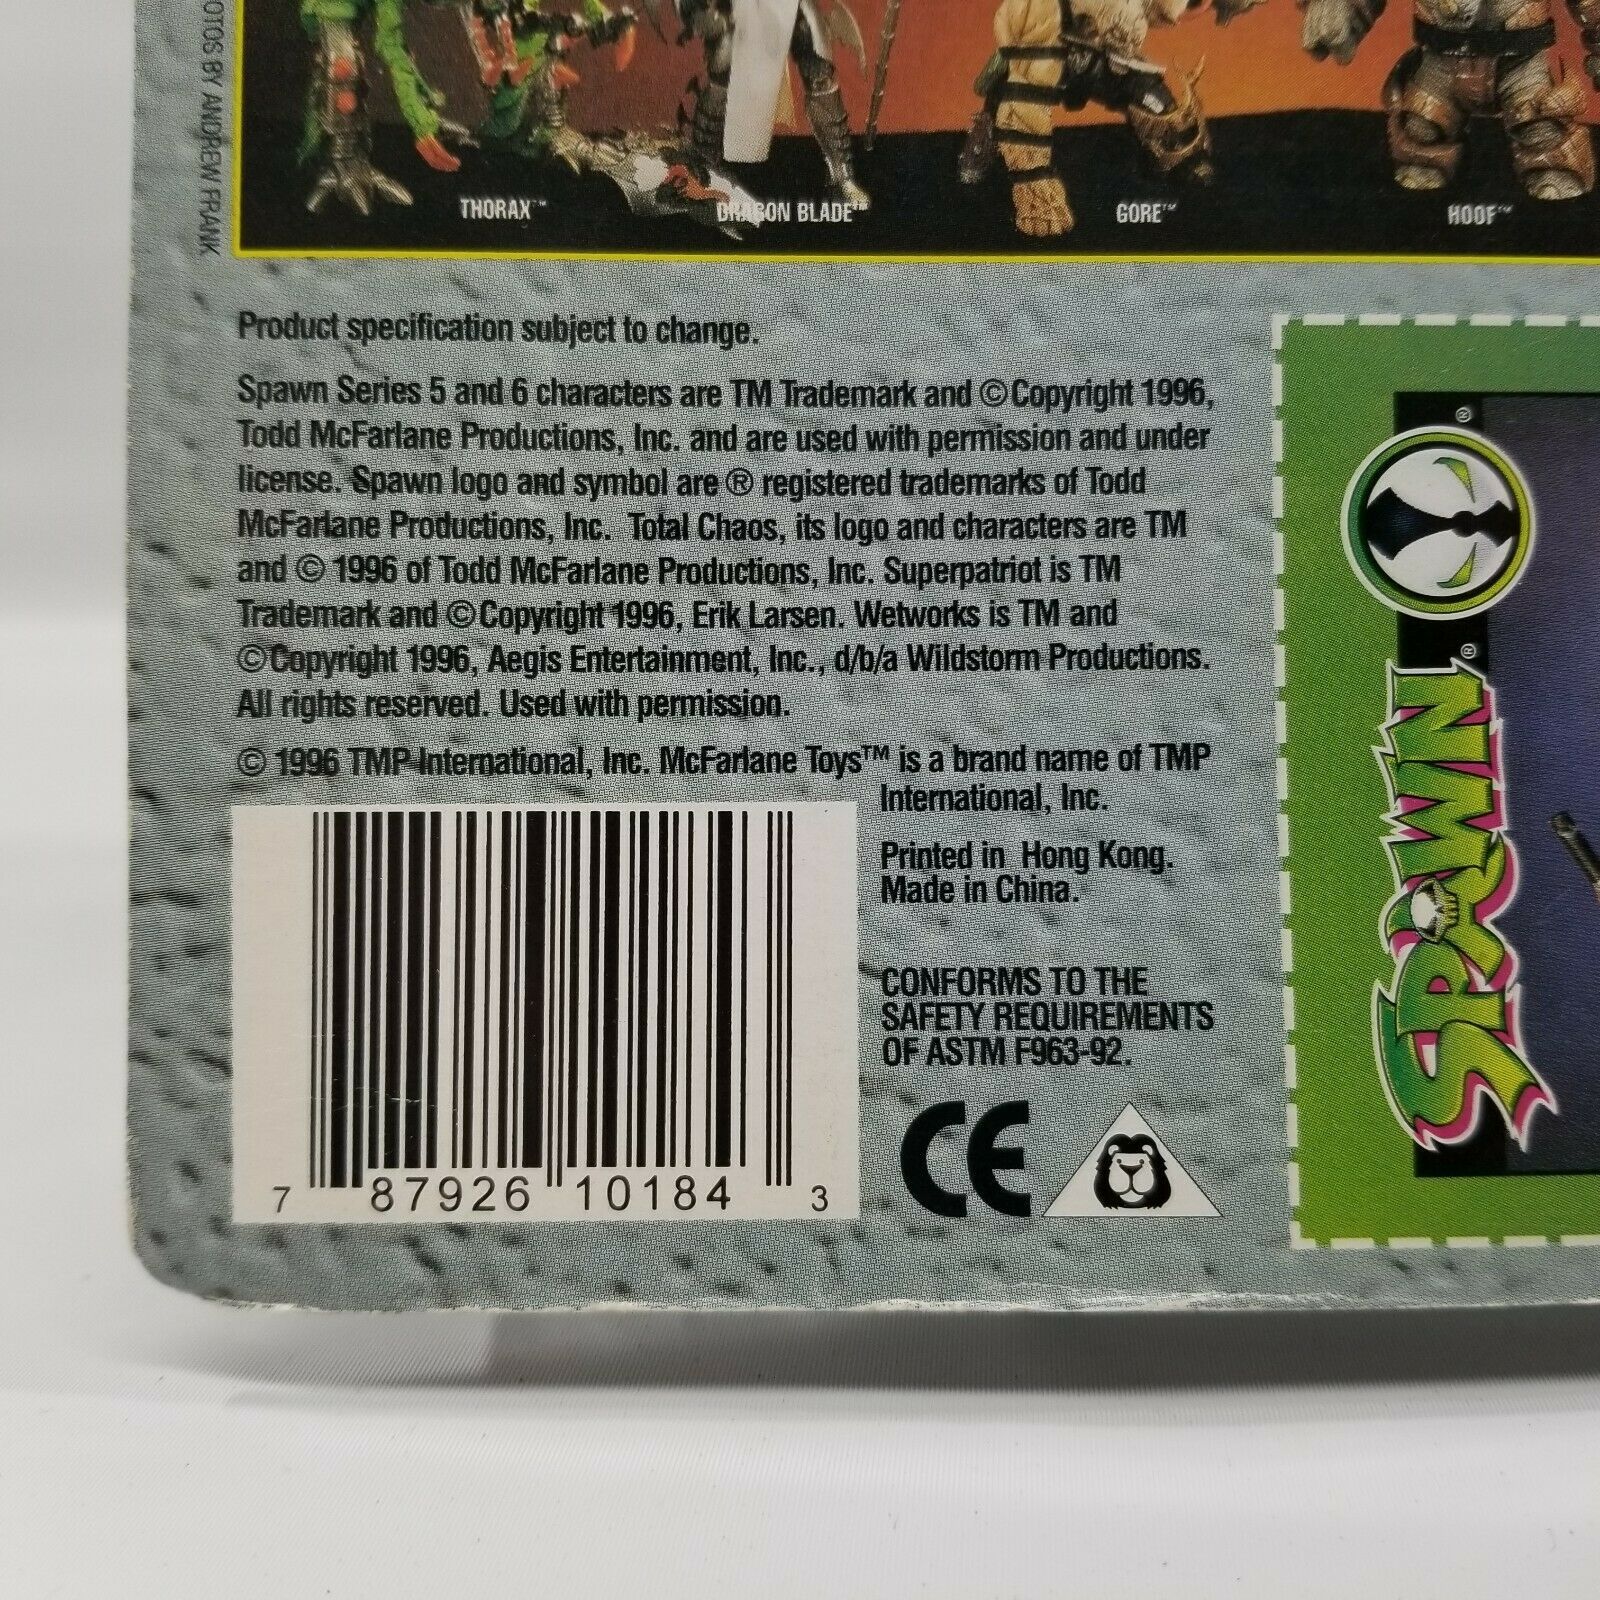 OTOS BY ANDREW FRANK
THORAX™
DRAGON BLADE™
GORE™
HOOF™
Product specification subject to change.
Spawn Series 5 and 6 characters are TM Trademark and ©Copyright 1996,
Todd McFarlane Productions, Inc. and are used with permission and under
license. Spawn logo and symbol are ® registered trademarks of Todd
McFarlane Productions, Inc. Total Chaos, its logo and characters are TM
and © 1996 of Todd McFarlane Productions, Inc. Superpatriot is TM
Trademark and ©Copyright 1996, Erik Larsen. Wetworks is TM and
©Copyright 1996, Aegis Entertainment, Inc., d/b/a Wildstorm Productions.
All rights reserved. Used with permission.
© 1996 TMP International, Inc. McFarlane Toys™ is a brand name of TMP
International, Inc.
Printed in Hong Kong.
Made in China.
CONFORMS TO THE
SAFETY REQUIREMENTS
OF ASTM F963-92.
CE
7 87926 10184 3
®
SPAWN®